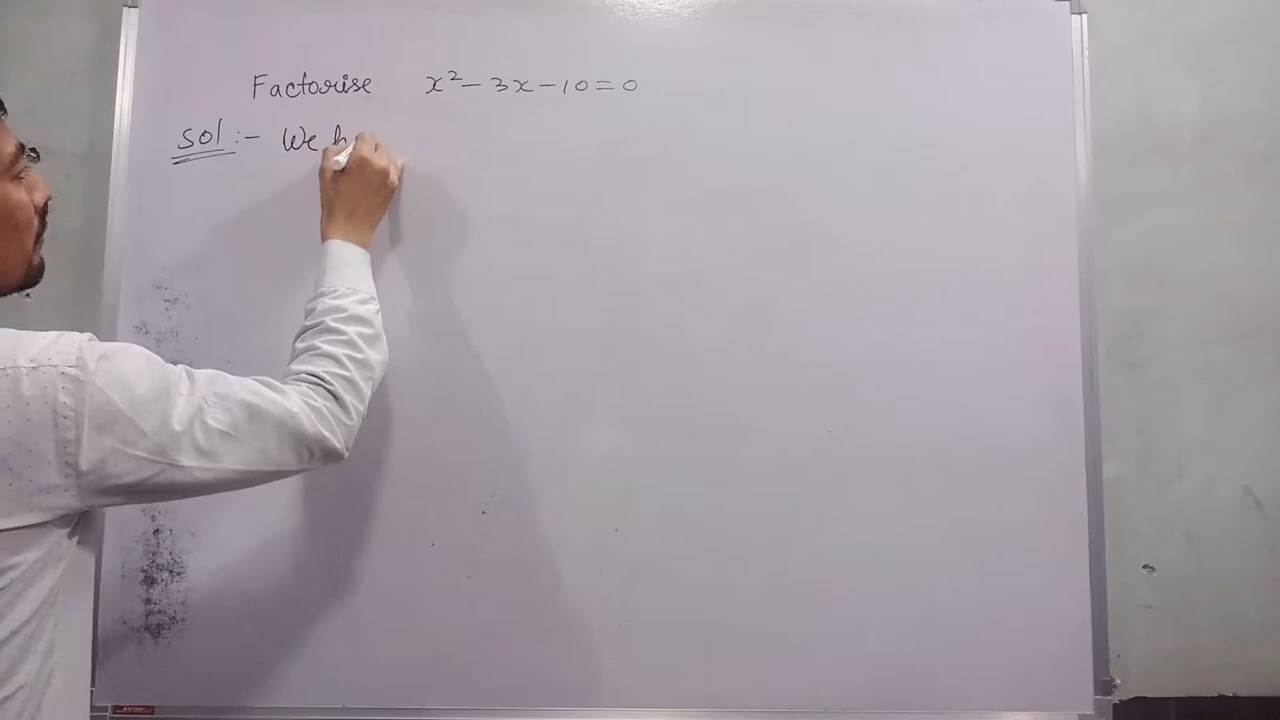 Factorise x² - 3x - 10 = 0
Sol :- We h